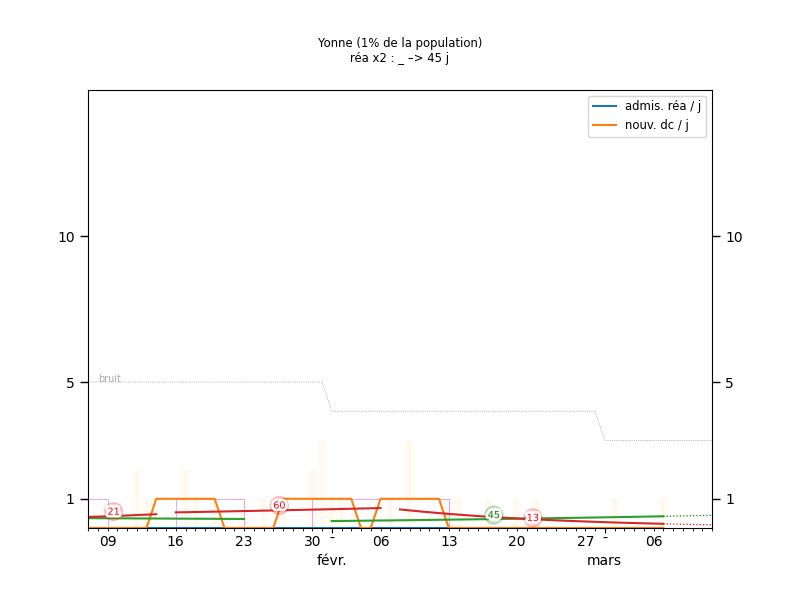 Yonne (1% de la population)
réa x2 : _ –> 45 j
admis. réa / j
nouv. dc / j
10 10
bruit
5 5
1 1
21 60 45 -13
09 16 23 30 - 06 13 20 27 - 06
févr. mars